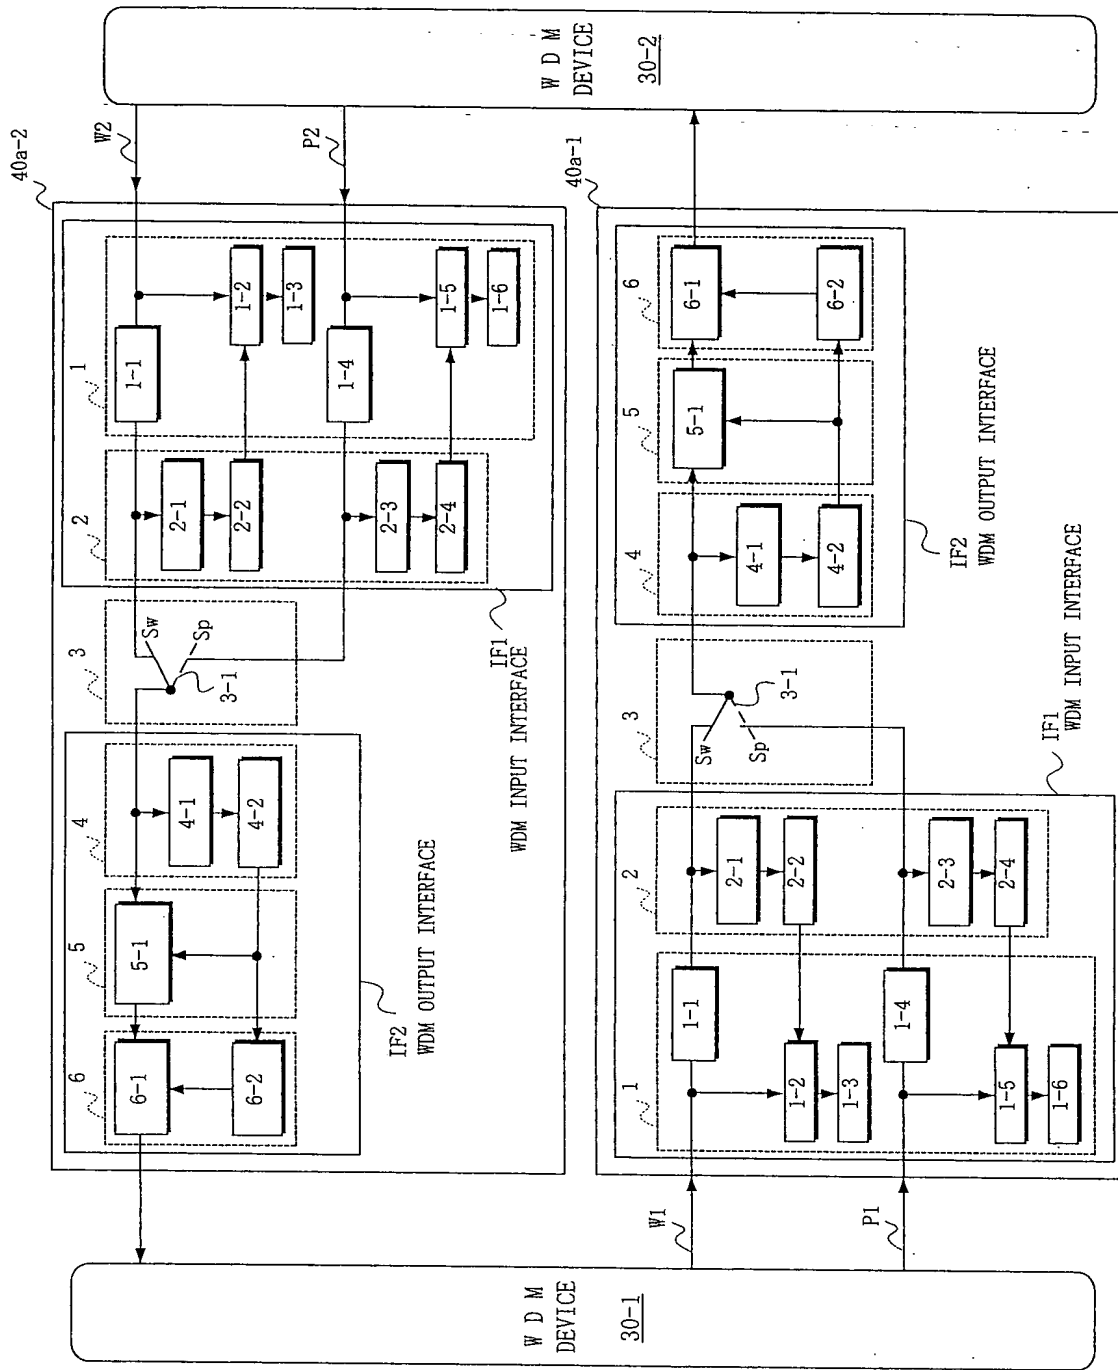 40a-2
W2
P2
W D M
DEVICE
30-2
1
1-1
1-2
1-3
1-4
1-5
1-6
2
2-1
2-2
2-3
2-4
IF1
WDM INPUT INTERFACE
3
Sw
Sp
3-1
4
4-1
4-2
5
5-1
6
6-1
6-2
IF2
WDM OUTPUT INTERFACE
40a-1
6
6-1
6-2
5
5-1
4
4-1
4-2
IF2
WDM OUTPUT INTERFACE
3
3-1
Sw
Sp
IF1
WDM INPUT INTERFACE
2
2-1
2-2
2-3
2-4
1
1-1
1-2
1-3
1-4
1-5
1-6
W1
P1
W D M
DEVICE
30-1